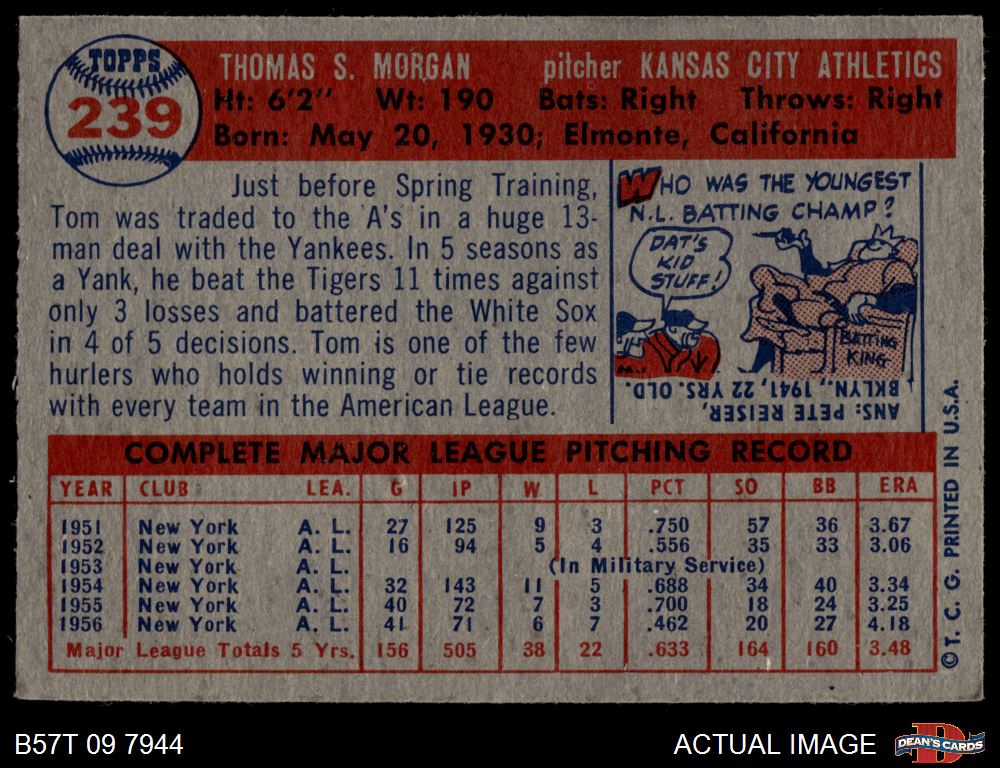 TOPPS
239
THOMAS S. MORGAN pitcher KANSAS CITY ATHLETICS
Ht: 6'2" Wt: 190 Bats: Right Throws: Right
Born: May 20, 1930; Elmonte, California
Just before Spring Training,
Tom was traded to the A's in a huge 13-
man deal with the Yankees. In 5 seasons as
a Yank, he beat the Tigers 11 times against
only 3 losses and battered the White Sox
in 4 of 5 decisions. Tom is one of the few
hurlers who holds winning or tie records
with every team in the American League.
WHO WAS THE YOUNGEST
N.L. BATTING CHAMP?
DAT'S
KID
STUFF!
BATTING
KING
ANS: PETE REISER,
BKLYN., 1941, 22 YRS. OLD.
COMPLETE MAJOR LEAGUE PITCHING RECORD
YEAR CLUB LEA. G IP W L PCT SO BB ERA
1951 New York A. L. 27 125 9 3 .750 57 36 3.67
1952 New York A. L. 16 94 5 4 .556 35 33 3.06
1953 New York A. L. (In Military Service)
1954 New York A. L. 32 143 11 5 .688 34 40 3.34
1955 New York A. L. 40 72 7 3 .700 18 24 3.25
1956 New York A. L. 41 71 6 7 .462 20 27 4.18
Major League Totals 5 Yrs. 156 505 38 22 .633 164 160 3.48
© T. C. G. PRINTED IN U.S.A.
B57T 09 7944
ACTUAL IMAGE
D
DEAN'S CARDS